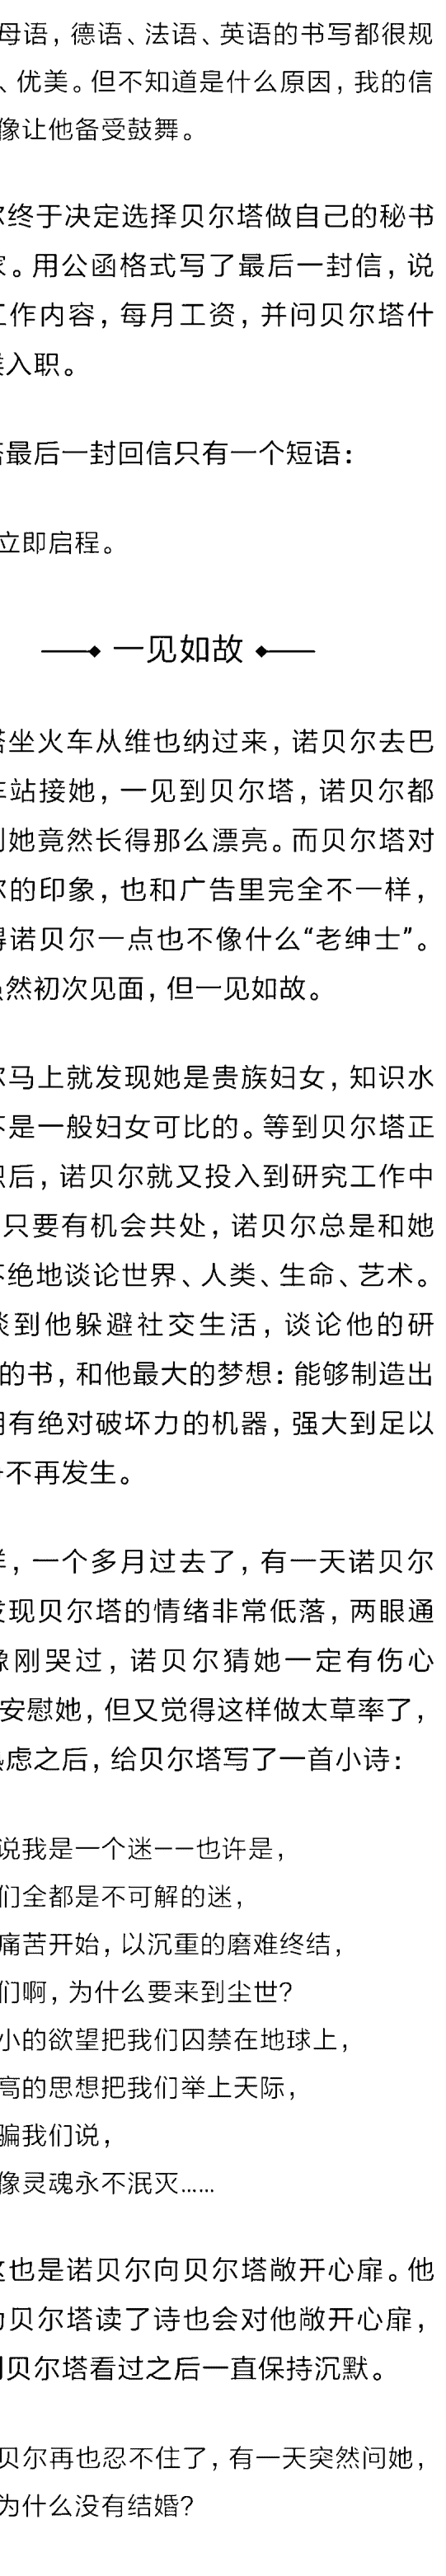 母语，德语、法语、英语的书写都很规
、优美。但不知道是什么原因，我的信
像让他备受鼓舞。
尔终于决定选择贝尔塔做自己的秘书
家。用公函格式写了最后一封信，说
工作内容，每月工资，并问贝尔塔什
候入职。
塔最后一封回信只有一个短语：
立即启程。
一见如故
塔坐火车从维也纳过来，诺贝尔去巴
车站接她，一见到贝尔塔，诺贝尔都
到她竟然长得那么漂亮。而贝尔塔对
尔的印象，也和广告里完全不一样，
得诺贝尔一点也不像什么“老绅士”。
虽然初次见面，但一见如故。
尔马上就发现她是贵族妇女，知识水
不是一般妇女可比的。等到贝尔塔正
职后，诺贝尔就又投入到研究工作中
只要有机会共处，诺贝尔总是和她
不绝地谈论世界、人类、生命、艺术。
谈到他躲避社交生活，谈论他的研
的书，和他最大的梦想：能够制造出
拥有绝对破坏力的机器，强大到足以
争不再发生。
样，一个多月过去了，有一天诺贝尔
发现贝尔塔的情绪非常低落，两眼通
像刚哭过，诺贝尔猜她一定有伤心
安慰她，但又觉得这样做太草率了，
熟虑之后，给贝尔塔写了一首小诗：
说我是一个迷——也许是，
们全都是不可解的迷，
痛苦开始，以沉重的磨难终结，
们啊，为什么要来到尘世？
小的欲望把我们囚禁在地球上，
高的思想把我们举上天际，
骗我们说，
像灵魂永不泯灭……
这也是诺贝尔向贝尔塔敞开心扉。他
为贝尔塔读了诗也会对他敞开心扉，
到贝尔塔看过之后一直保持沉默。
贝尔再也忍不住了，有一天突然问她，
为什么没有结婚？